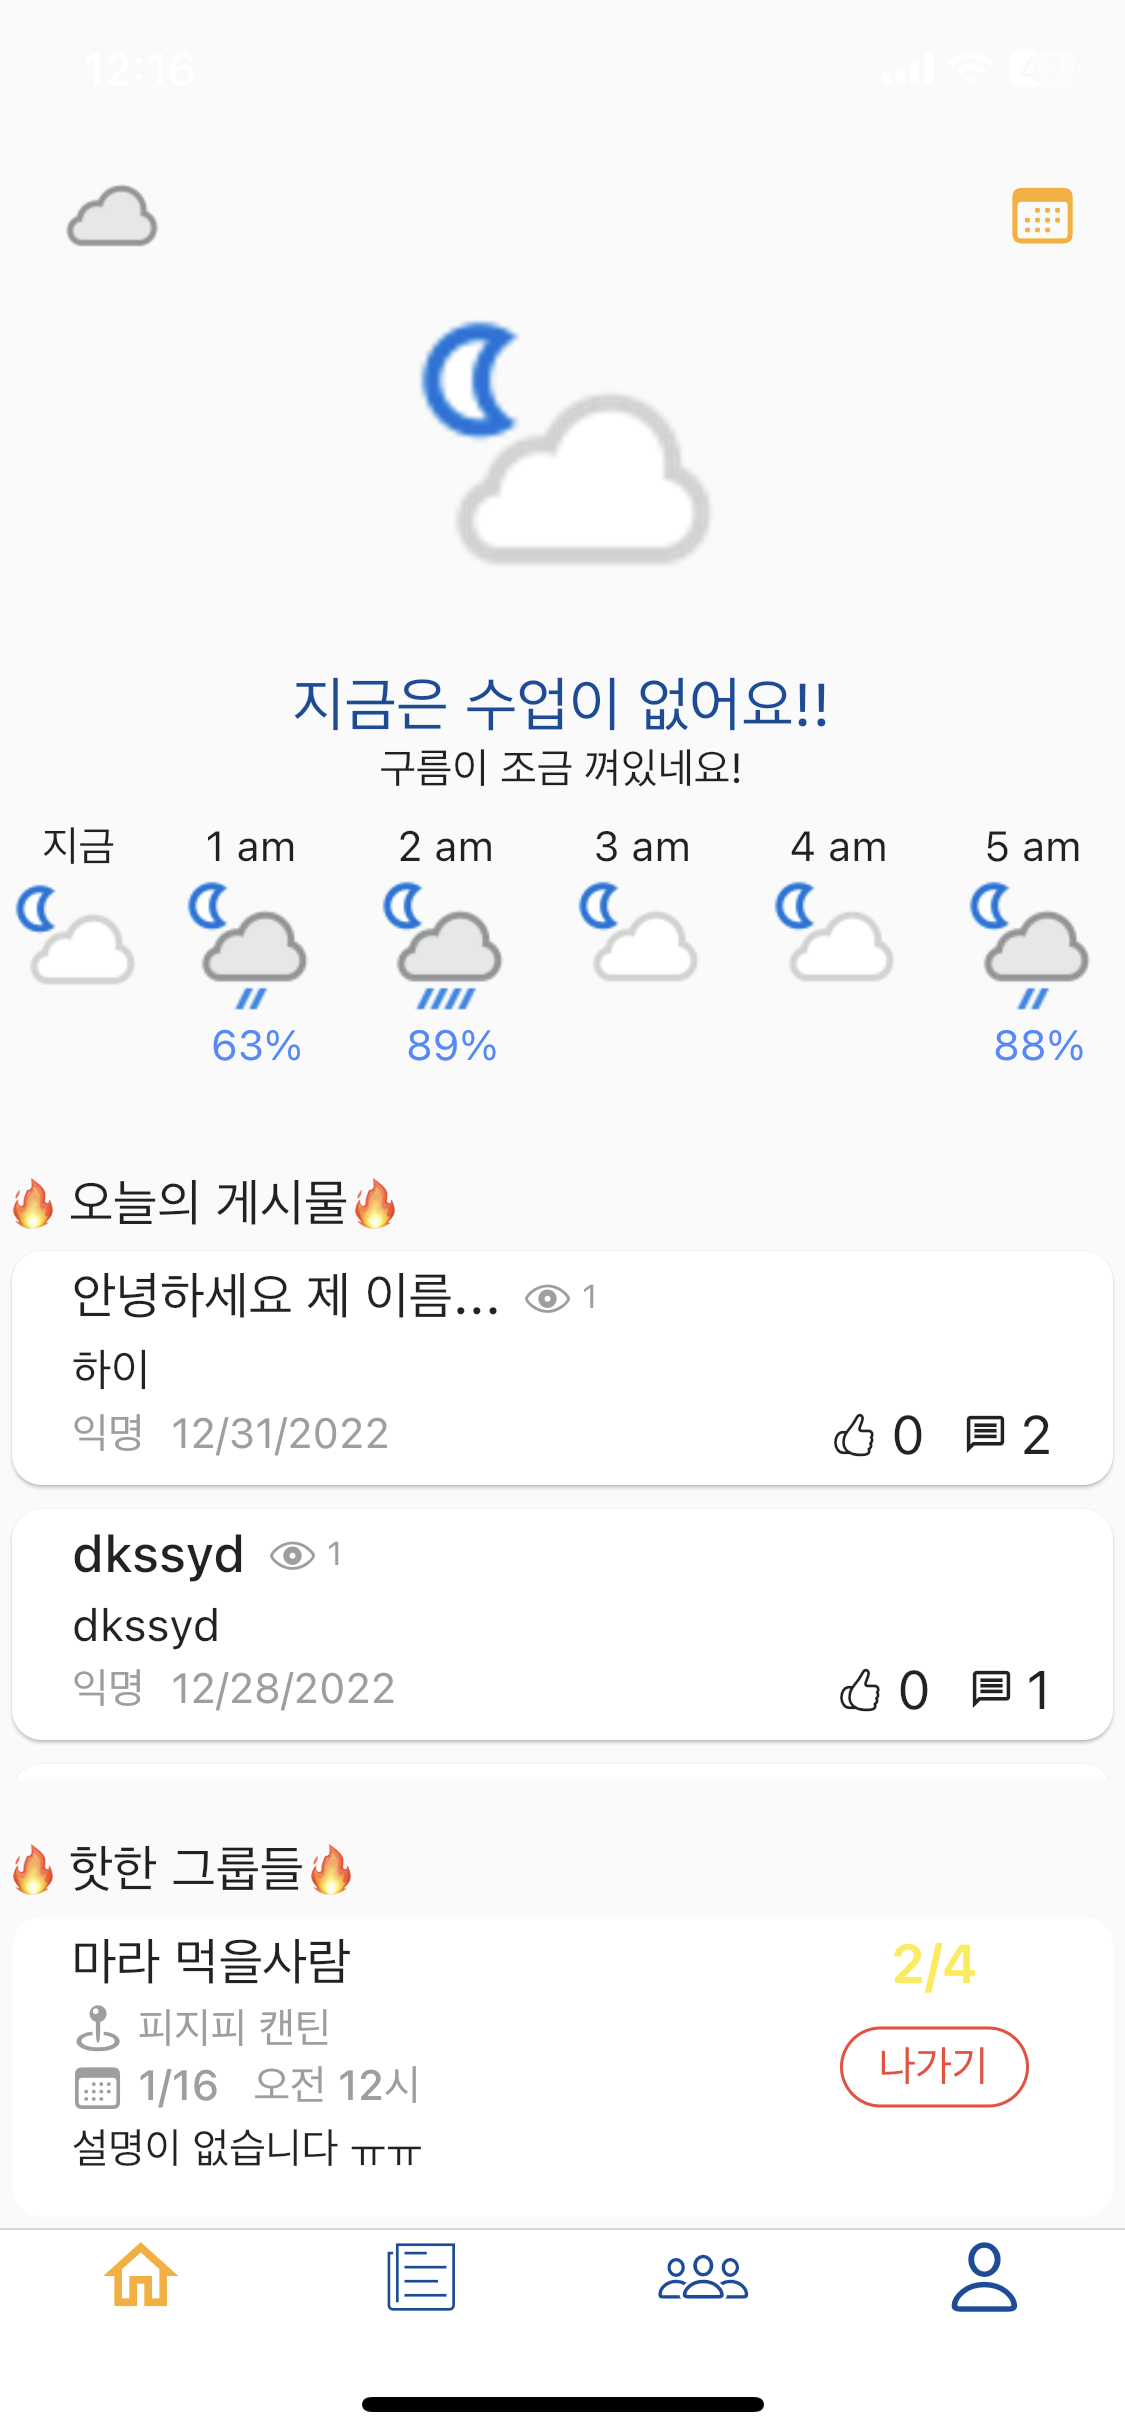 12:16
42
지금은 수업이 없어요!!
구름이 조금 껴있네요!
지금 1 am 2 am 3 am 4 am 5 am
63% 89% 88%
🔥 오늘의 게시물🔥
안녕하세요 제 이름... 1
하이
익명 12/31/2022 0 2
dkssyd 1
dkssyd
익명 12/28/2022 0 1
🔥 핫한 그룹들🔥
마라 먹을사람 2/4
피지피 캔틴
나가기
1/16 오전 12시
설명이 없습니다 ㅠㅠ